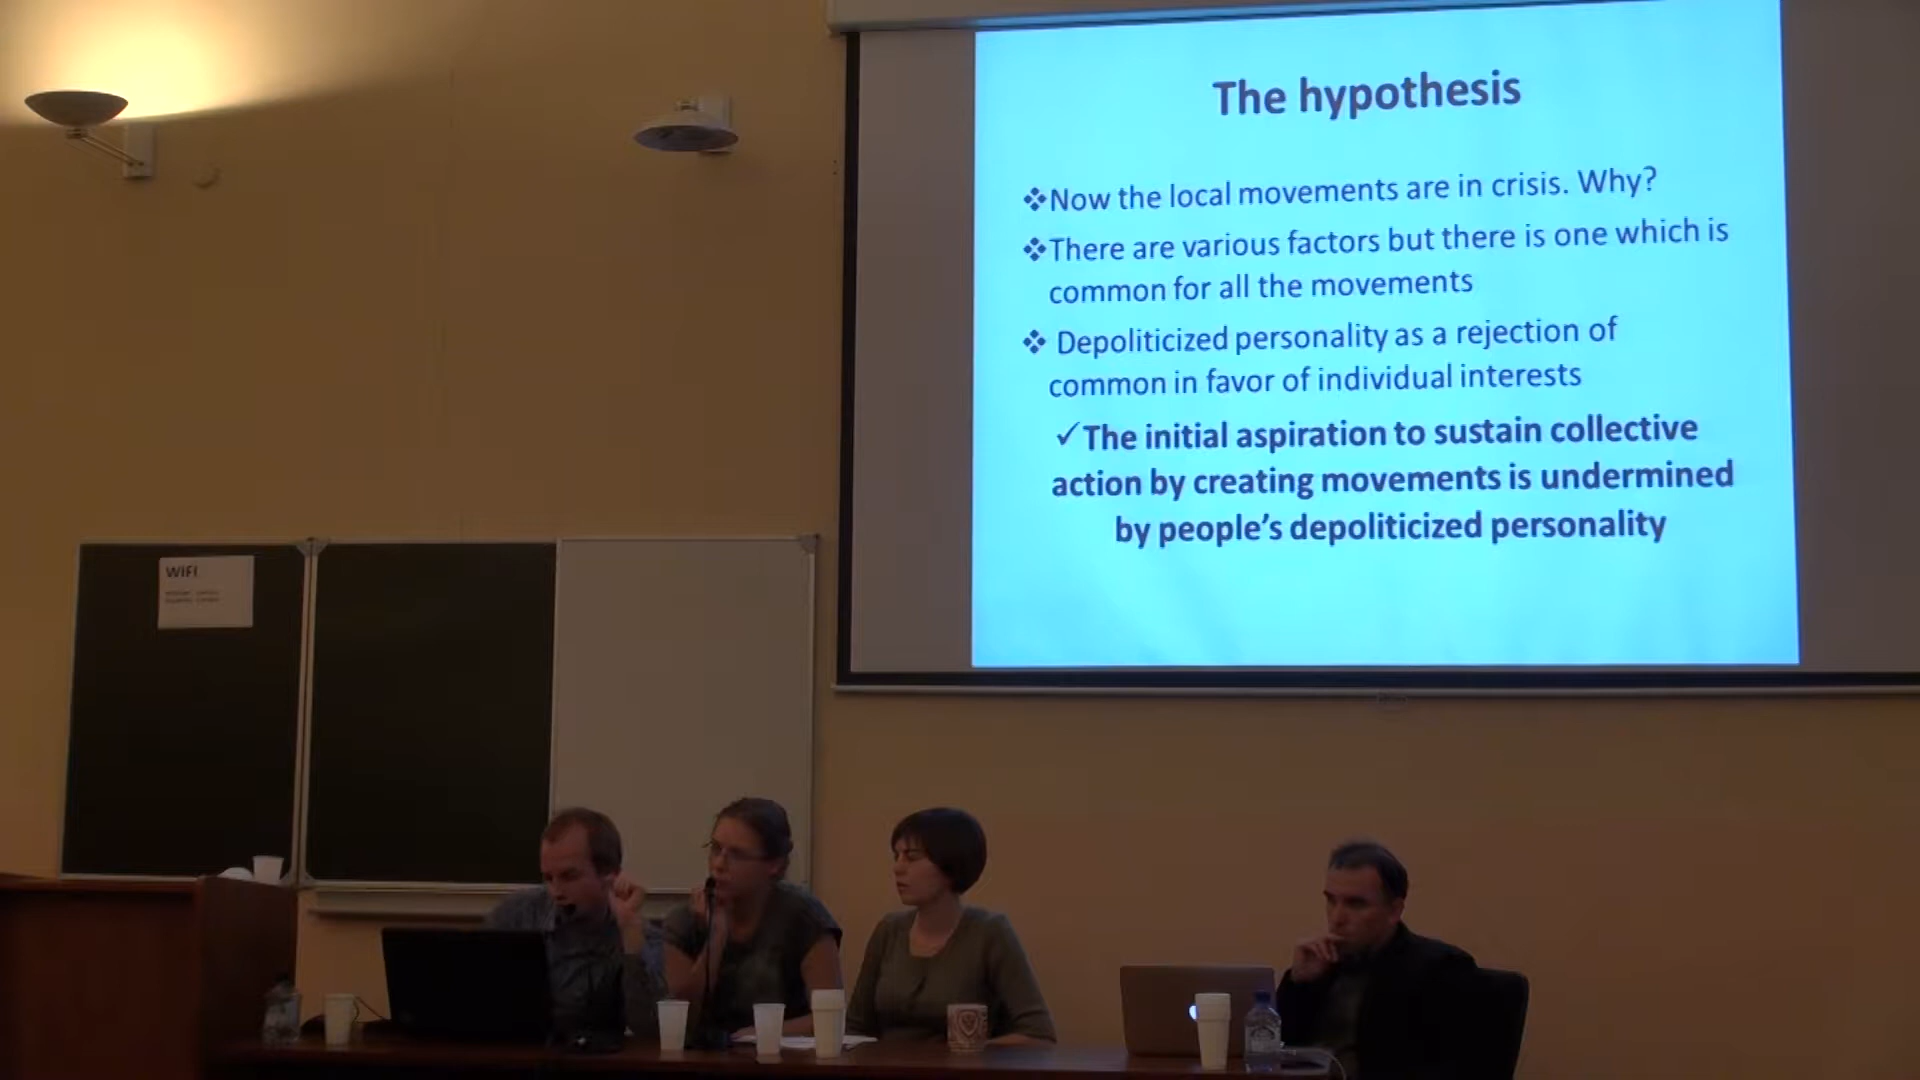 The hypothesis
❖Now the local movements are in crisis. Why?
❖There are various factors but there is one which is
common for all the movements
❖ Depoliticized personality as a rejection of
common in favor of individual interests
✓The initial aspiration to sustain collective
action by creating movements is undermined
by people’s depoliticized personality
WIFI